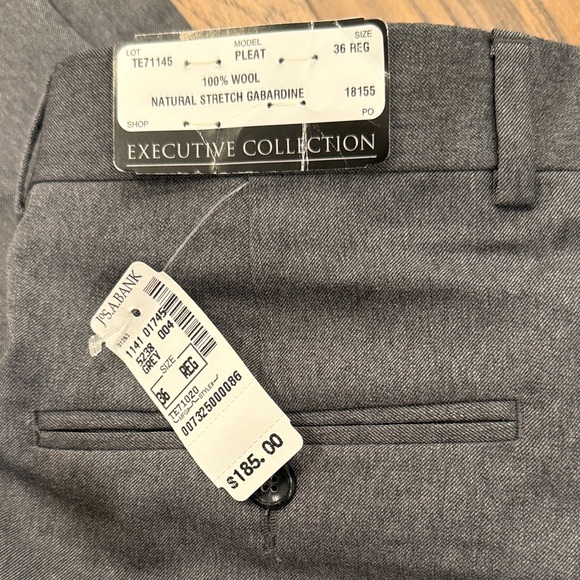 LOT MODEL SIZE
TE71145 PLEAT 36 REG
100% WOOL
NATURAL STRETCH GABARDINE 18155
SHOP PO
EXECUTIVE COLLECTION
JOS.A.BANK
1141 01745
5238 004
GREY
SIZE
36 REG
TE71020
STYLE
007325000086
$185.00